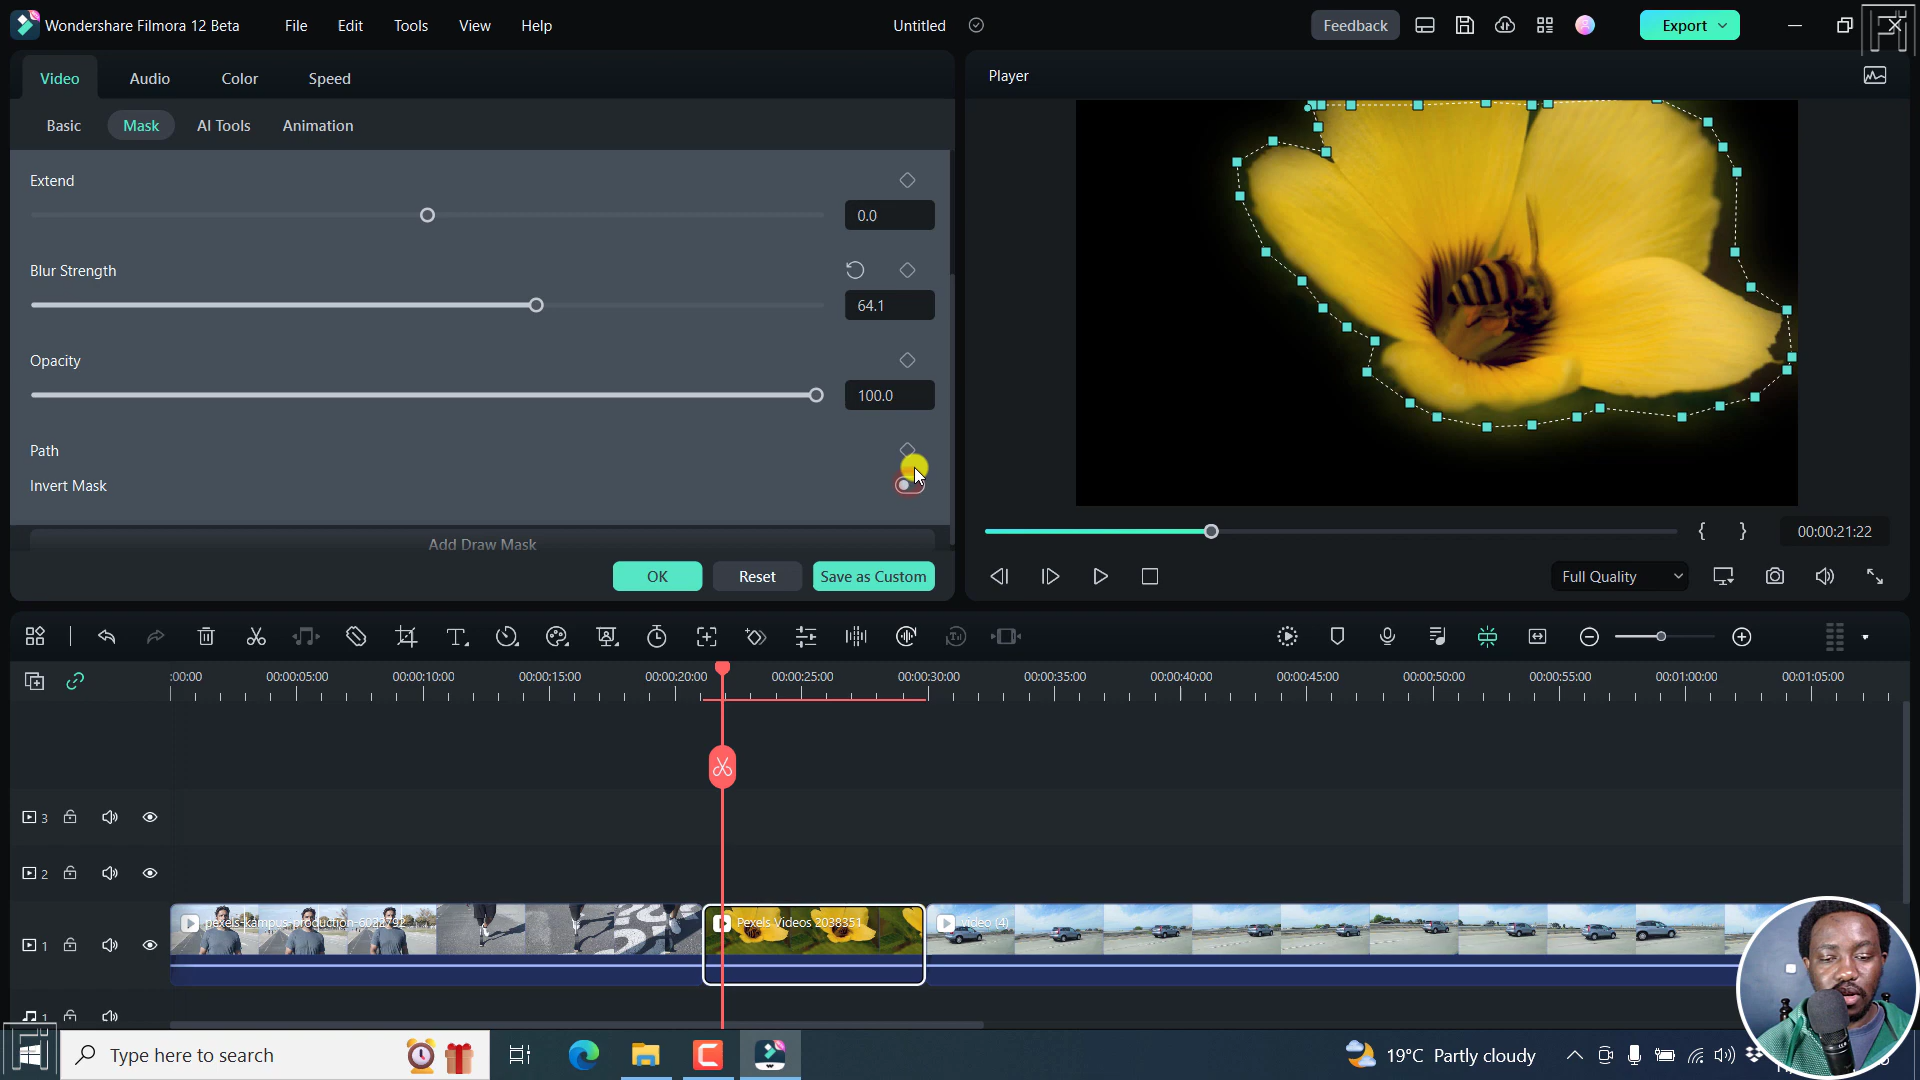 Wondershare Filmora 12 Beta File Edit Tools View Help Untitled Feedback Export
Video Audio Color Speed Player
Basic Mask AI Tools Animation
Extend
0.0
Blur Strength
64.1
Opacity
100.0
Path
Invert Mask
Add Draw Mask
00:00:21:22
OK Reset Save as Custom Full Quality
:00:00 00:00:05:00 00:00:10:00 00:00:15:00 00:00:20:00 00:00:25:00 00:00:30:00 00:00:35:00 00:00:40:00 00:00:45:00 00:00:50:00 00:00:55:00 00:01:00:00 00:01:05:00
3
2
pexels-kampus-production-6022792 Pexels Videos 2038351 video (4)
1
1
Type here to search 19°C Partly cloudy